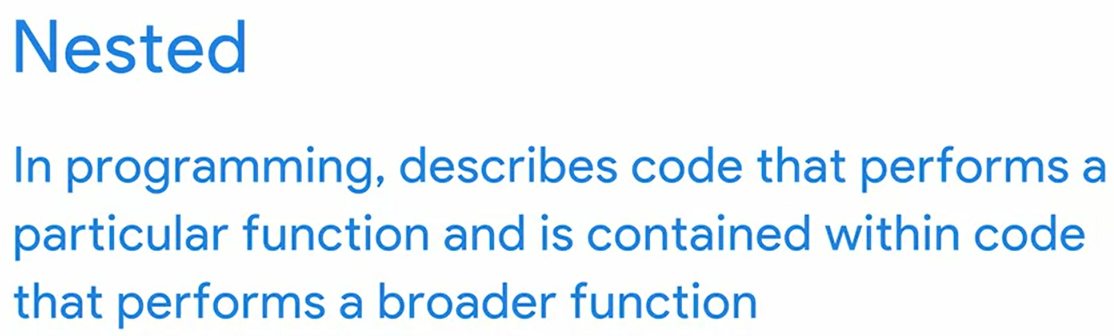 Nested
In programming, describes code that performs a
particular function and is contained within code
that performs a broader function